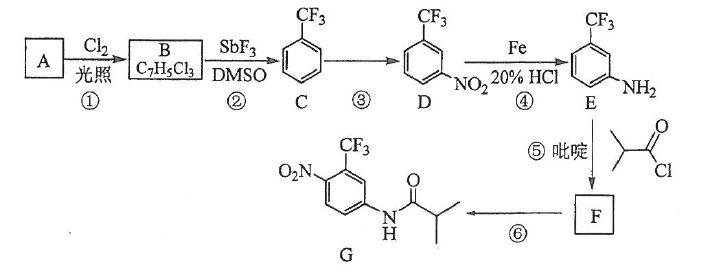 A
Cl₂
光照
①
B
C₇H₅Cl₃
SbF₃
DMSO
②
CF₃
C
③
CF₃
NO₂
D
Fe
20% HCl
④
CF₃
NH₂
E
⑤ 吡啶
O
Cl
F
⑥
CF₃
O₂N
O
N
H
G